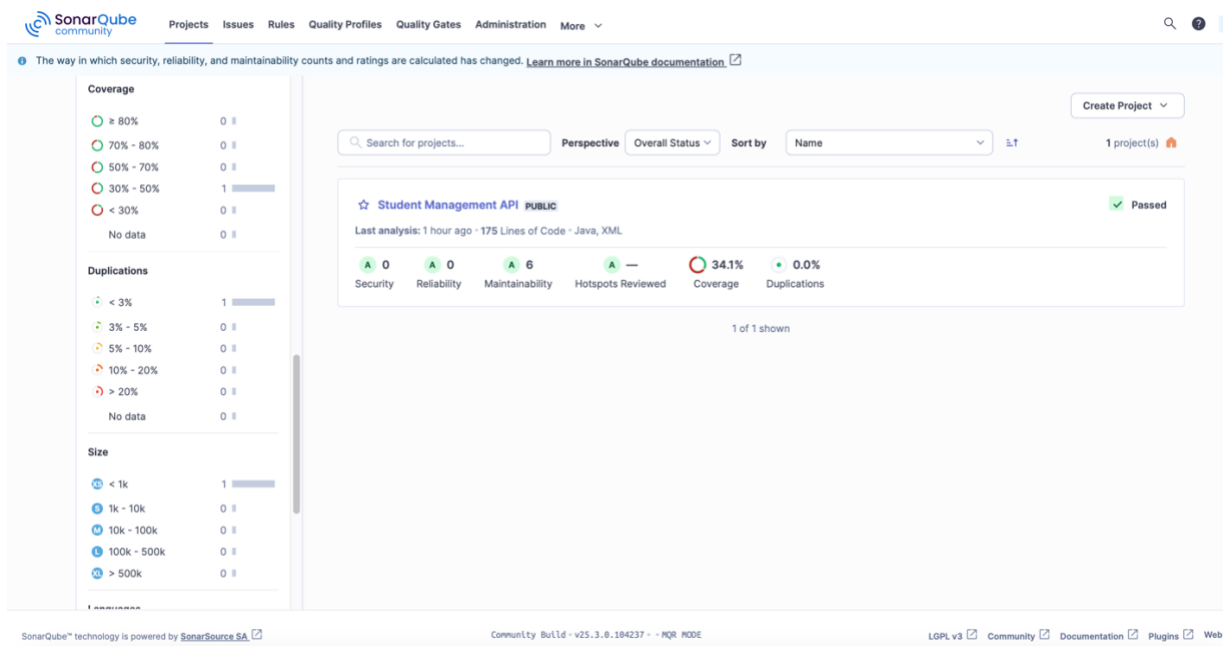 SonarQube community
Projects Issues Rules Quality Profiles Quality Gates Administration More
The way in which security, reliability, and maintainability counts and ratings are calculated has changed. Learn more in SonarQube documentation
Coverage
≥ 80% 0
70% - 80% 0
50% - 70% 0
30% - 50% 1
< 30% 0
No data 0
Duplications
< 3% 1
3% - 5% 0
5% - 10% 0
10% - 20% 0
> 20% 0
No data 0
Size
XS < 1k 1
S 1k - 10k 0
M 10k - 100k 0
L 100k - 500k 0
XL > 500k 0
Languages
Create Project
Search for projects... Perspective Overall Status Sort by Name 1 project(s)
Student Management API PUBLIC Passed
Last analysis: 1 hour ago · 175 Lines of Code · Java, XML
A 0 A 0 A 6 A — 34.1% 0.0%
Security Reliability Maintainability Hotspots Reviewed Coverage Duplications
1 of 1 shown
SonarQube™ technology is powered by SonarSource SA Community Build - v25.3.0.104237 - - MQR MODE LGPL v3 Community Documentation Plugins Web